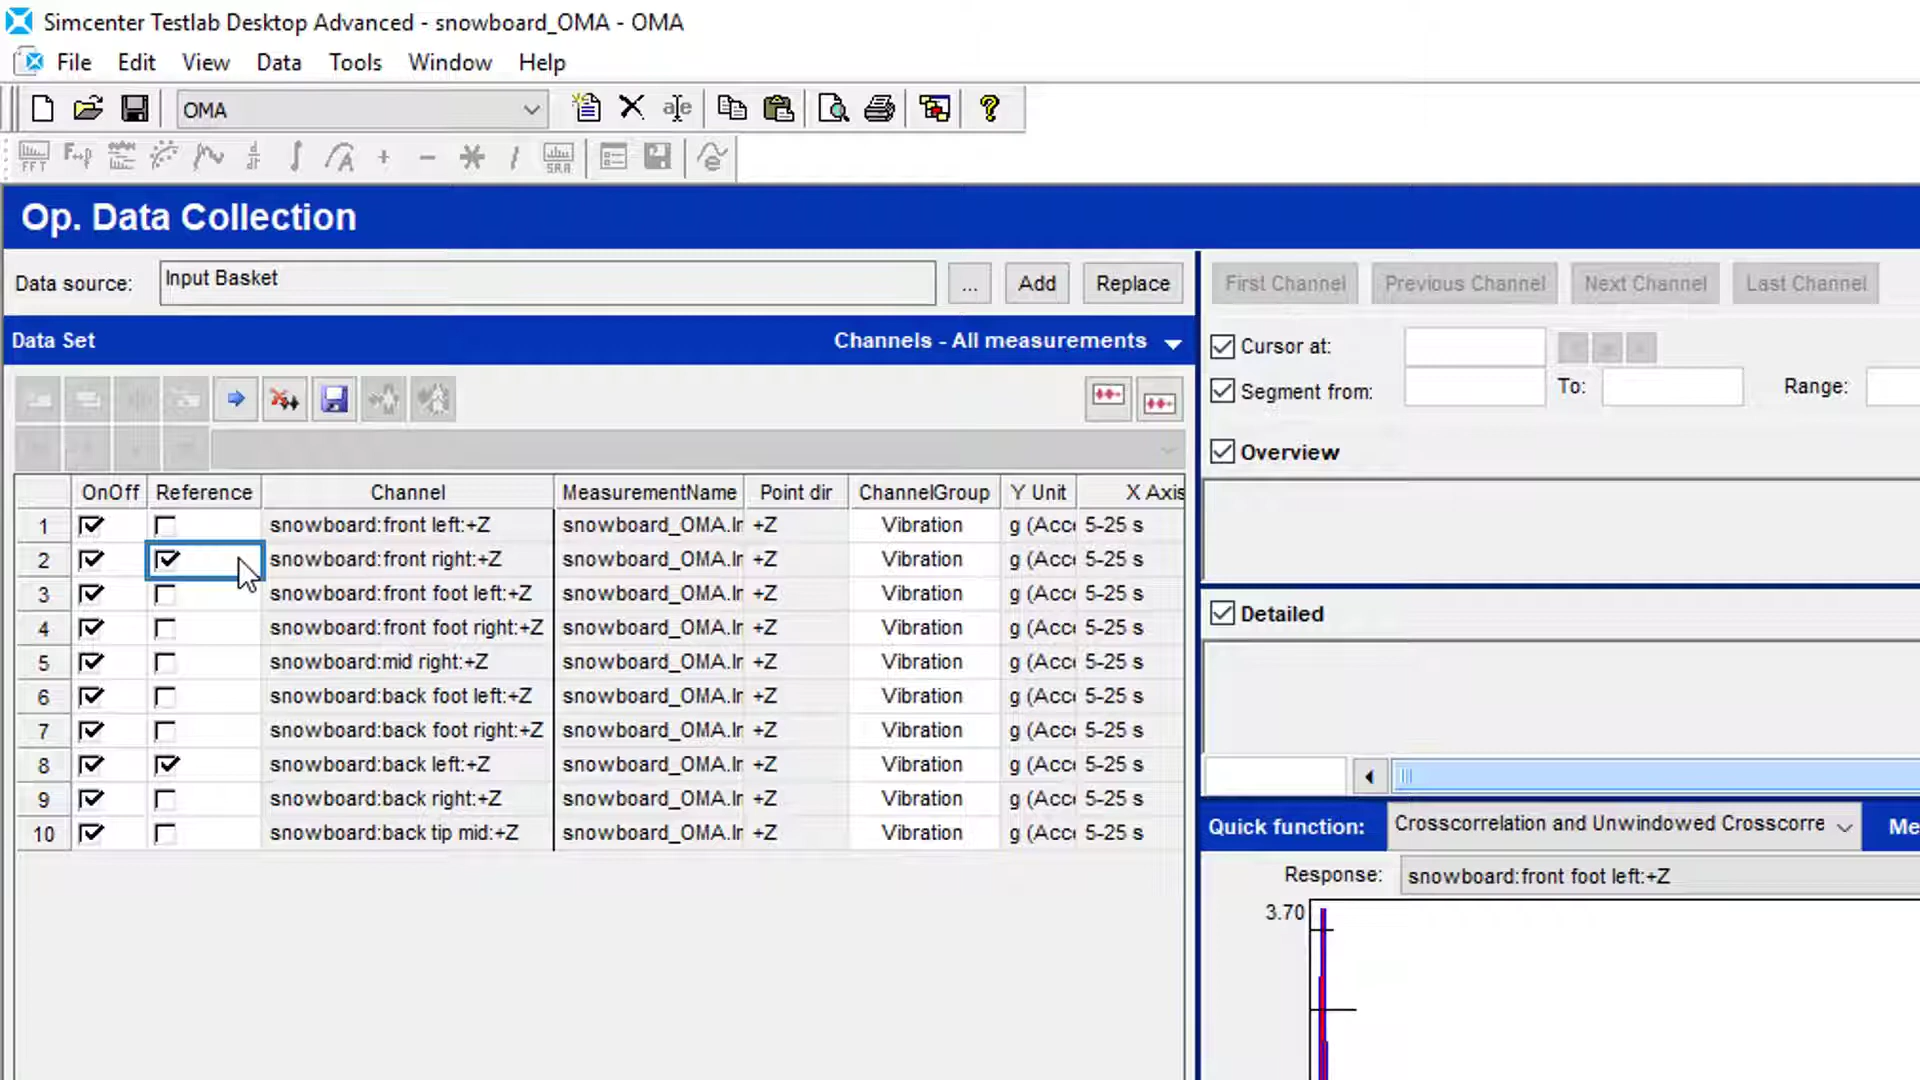 Simcenter Testlab Desktop Advanced - snowboard_OMA - OMA
File Edit View Data Tools Window Help
OMA
Op. Data Collection
Data source: Input Basket ... Add Replace
First Channel Previous Channel Next Channel Last Channel
Data Set Channels - All measurements
Cursor at:
Segment from: To: Range:
Overview
OnOff Reference Channel MeasurementName Point dir ChannelGroup Y Unit X Axis
1 snowboard:front left:+Z snowboard_OMA.Ir +Z Vibration g (Acc 5-25 s
2 snowboard:front right:+Z snowboard_OMA.Ir +Z Vibration g (Acc 5-25 s
3 snowboard:front foot left:+Z snowboard_OMA.Ir +Z Vibration g (Acc 5-25 s
4 snowboard:front foot right:+Z snowboard_OMA.Ir +Z Vibration g (Acc 5-25 s
5 snowboard:mid right:+Z snowboard_OMA.Ir +Z Vibration g (Acc 5-25 s
6 snowboard:back foot left:+Z snowboard_OMA.Ir +Z Vibration g (Acc 5-25 s
7 snowboard:back foot right:+Z snowboard_OMA.Ir +Z Vibration g (Acc 5-25 s
8 snowboard:back left:+Z snowboard_OMA.Ir +Z Vibration g (Acc 5-25 s
9 snowboard:back right:+Z snowboard_OMA.Ir +Z Vibration g (Acc 5-25 s
10 snowboard:back tip mid:+Z snowboard_OMA.Ir +Z Vibration g (Acc 5-25 s
Detailed
Quick function: Crosscorrelation and Unwindowed Crosscorre Me
Response: snowboard:front foot left:+Z
3.70